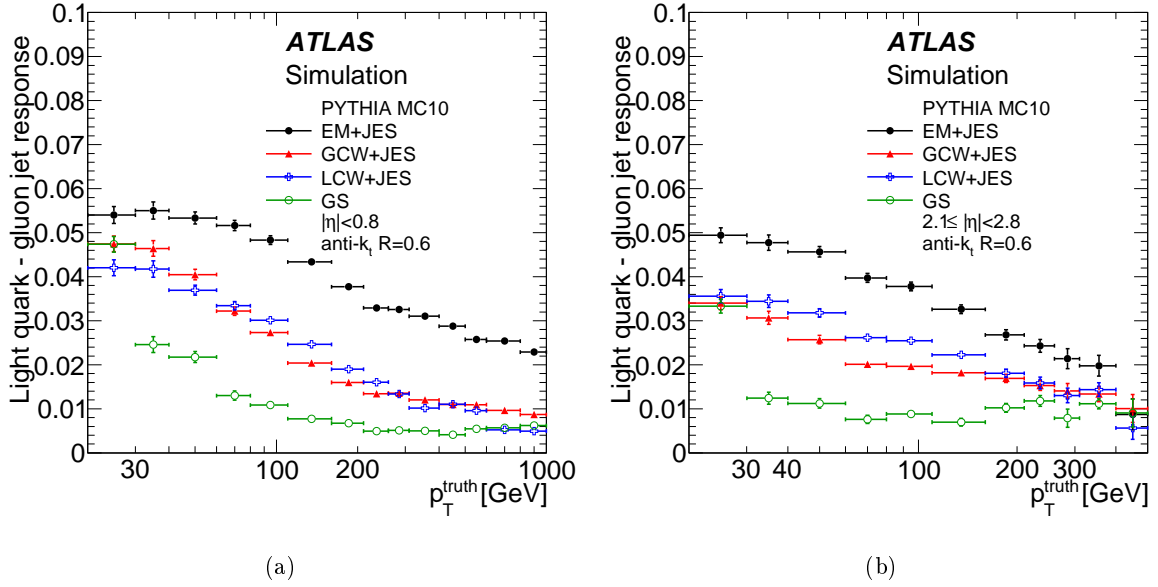 Light quark - gluon jet response
0.1
0.09
0.08
0.07
0.06
0.05
0.04
0.03
0.02
0.01
0
ATLAS
Simulation
PYTHIA MC10
EM+JES
GCW+JES
LCW+JES
GS
|η|<0.8
anti-k_t R=0.6
30 100 200 1000
p_T^truth [GeV]
(a)
Light quark - gluon jet response
0.1
0.09
0.08
0.07
0.06
0.05
0.04
0.03
0.02
0.01
0
ATLAS
Simulation
PYTHIA MC10
EM+JES
GCW+JES
LCW+JES
GS
2.1≤ |η|<2.8
anti-k_t R=0.6
30 40 100 200 300
p_T^truth [GeV]
(b)